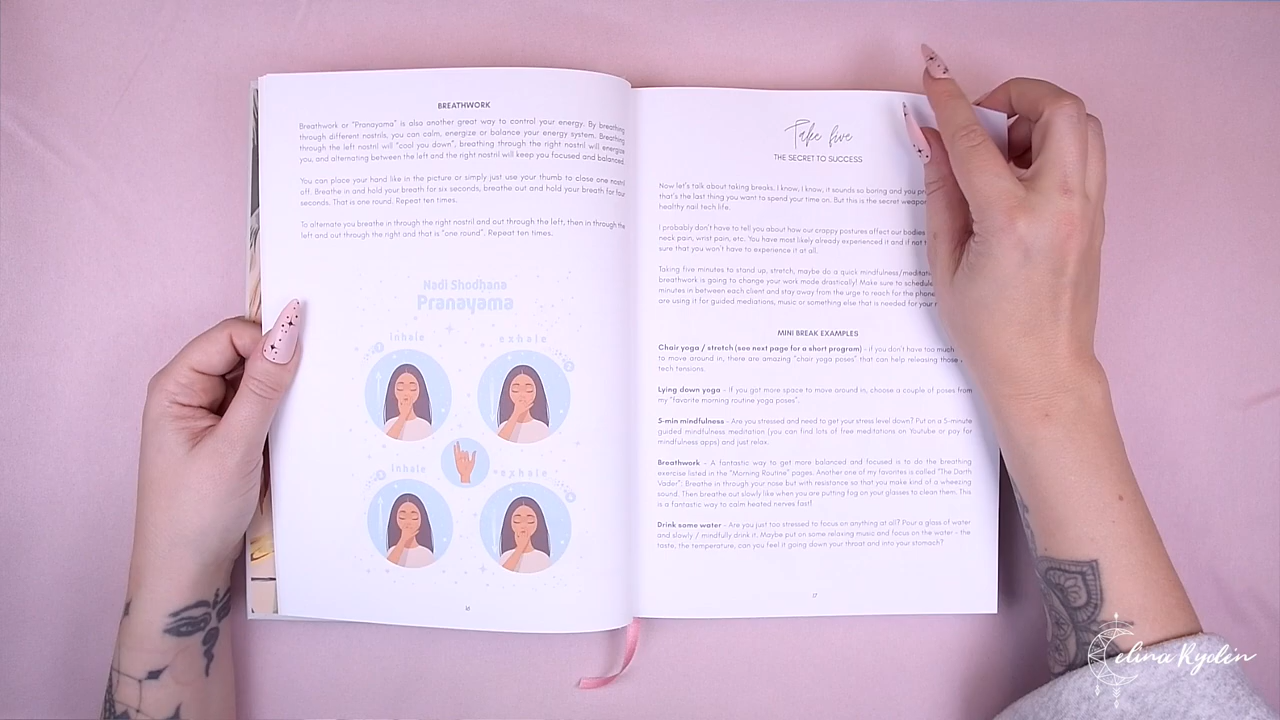 BREATHWORK
Breathwork or "Pranayama" is also another great way to control your energy. By breathing
through different nostrils, you can calm, energize or balance your energy system. Breathing
through the left nostril will "cool you down", breathing through the right nostril will energize
you, and alternating between the left and the right nostril will keep you focused and balanced.
You can place your hand like in the picture or simply just use your thumb to close one nostril
off. Breathe in and hold your breath for six seconds, breathe out and hold your breath for four
seconds. That is one round. Repeat ten times.
To alternate you breathe in through the right nostril and out through the left, then in through the
left and out through the right and that is "one round". Repeat ten times.
Nadi Shodhana
Pranayama
inhale
exhale
1
2
inhale
exhale
3
4
Take five
THE SECRET TO SUCCESS
Now let's talk about taking breaks. I know, I know, it sounds so boring and you
that's the last thing you want to spend your time on. But this is the secret weapon
healthy nail tech life.
I probably don't have to tell you about how our crappy postures affect our bodies
neck pain, wrist pain, etc. You have most likely already experienced it and if not
sure that you won't have to experience it at all.
Taking five minutes to stand up, stretch, maybe do a quick mindfulness/
breathwork is going to change your work mode drastically! Make sure to schedule
minutes in between each client and stay away from the urge to reach for the phone
are using it for guided mediations, music or something else that is needed for your
MINI BREAK EXAMPLES
Chair yoga / stretch (see next page for a short program) - if you don't have too much
to move around in, there are amazing "chair yoga poses" that can help releasing those
tech tensions.
Lying down yoga - If you got more space to move around in, choose a couple of poses from
my "favorite morning routine yoga poses".
5-min mindfulness - Are you stressed and need to get your stress level down? Put on a 5-minute
guided mindfulness meditation (you can find lots of free meditations on Youtube or pay for
mindfulness apps) and just relax.
Breathwork - A fantastic way to get more balanced and focused is to do the breathing
exercise listed in the "Morning Routine" pages. Another one of my favorites is called "The Darth
Vader": Breathe in through your nose but with resistance so that you make kind of a wheezing
sound. Then breathe out slowly like when you are putting fog on your glasses to clean them. This
is a fantastic way to calm heated nerves fast!
Drink some water - Are you just too stressed to focus on anything at all? Pour a glass of water
and slowly / mindfully drink it. Maybe put on some relaxing music and focus on the water - the
taste, the temperature, can you feel it going down your throat and into your stomach?
17
Celina Rydén